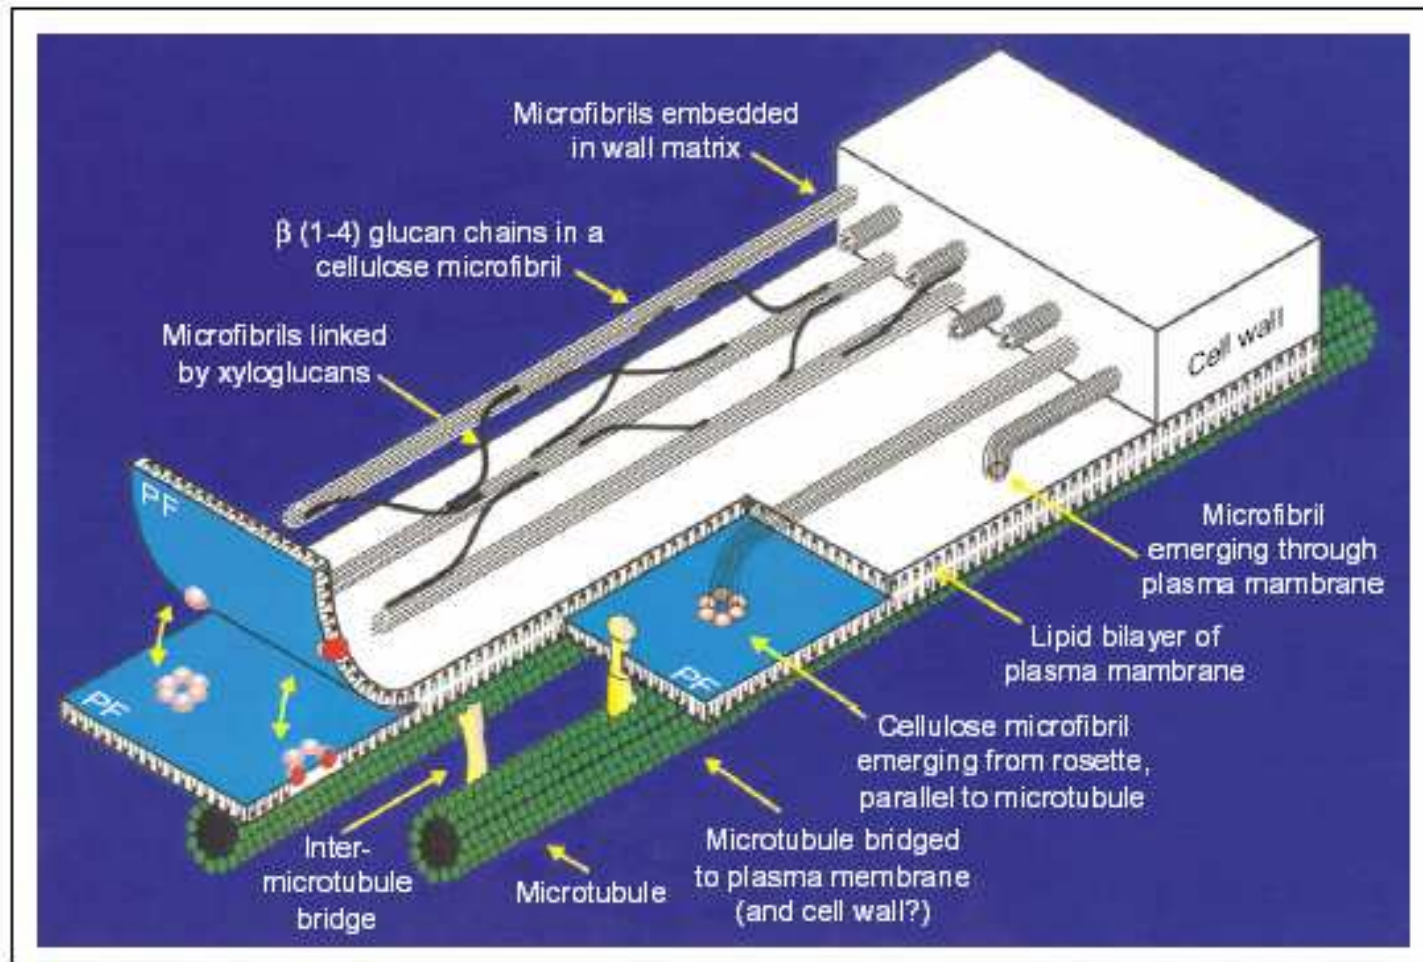 Microfibrils embedded
in wall matrix
β (1-4) glucan chains in a
cellulose microfibril
Microfibrils linked
by xyloglucans
Cell wall
PF
PF
PF
Microfibril
emerging through
plasma mambrane
Lipid bilayer of
plasma mambrane
Cellulose microfibril
emerging from rosette,
parallel to microtubule
Microtubule bridged
to plasma membrane
(and cell wall?)
Microtubule
Inter-
microtubule
bridge